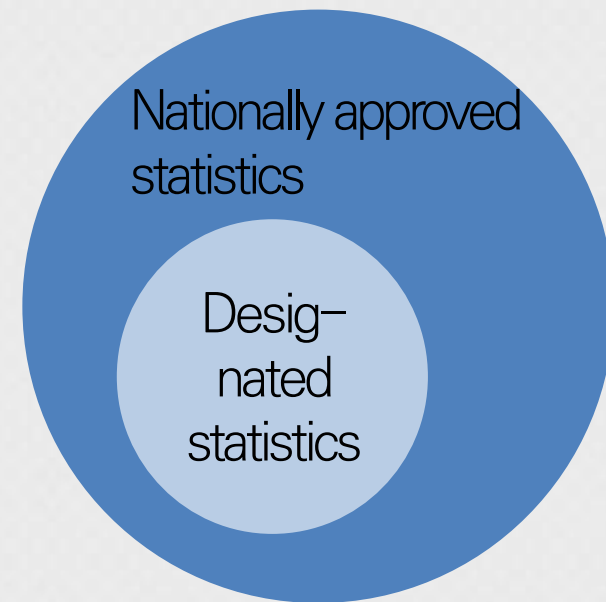 Nationally approved
statistics
Desig-
nated
statistics